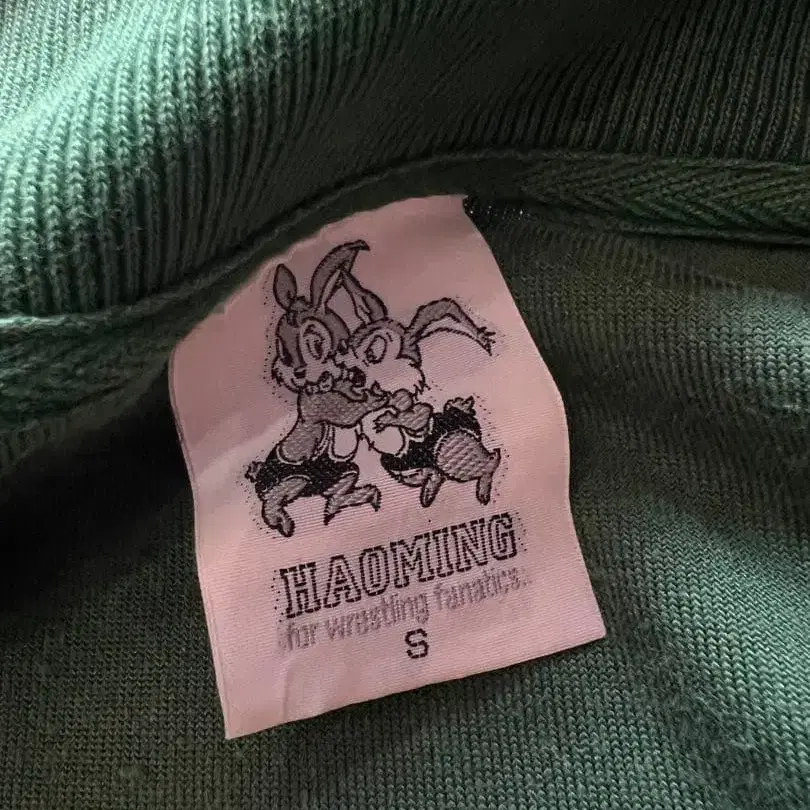 HAOMING
for wrestling fanatics.
S